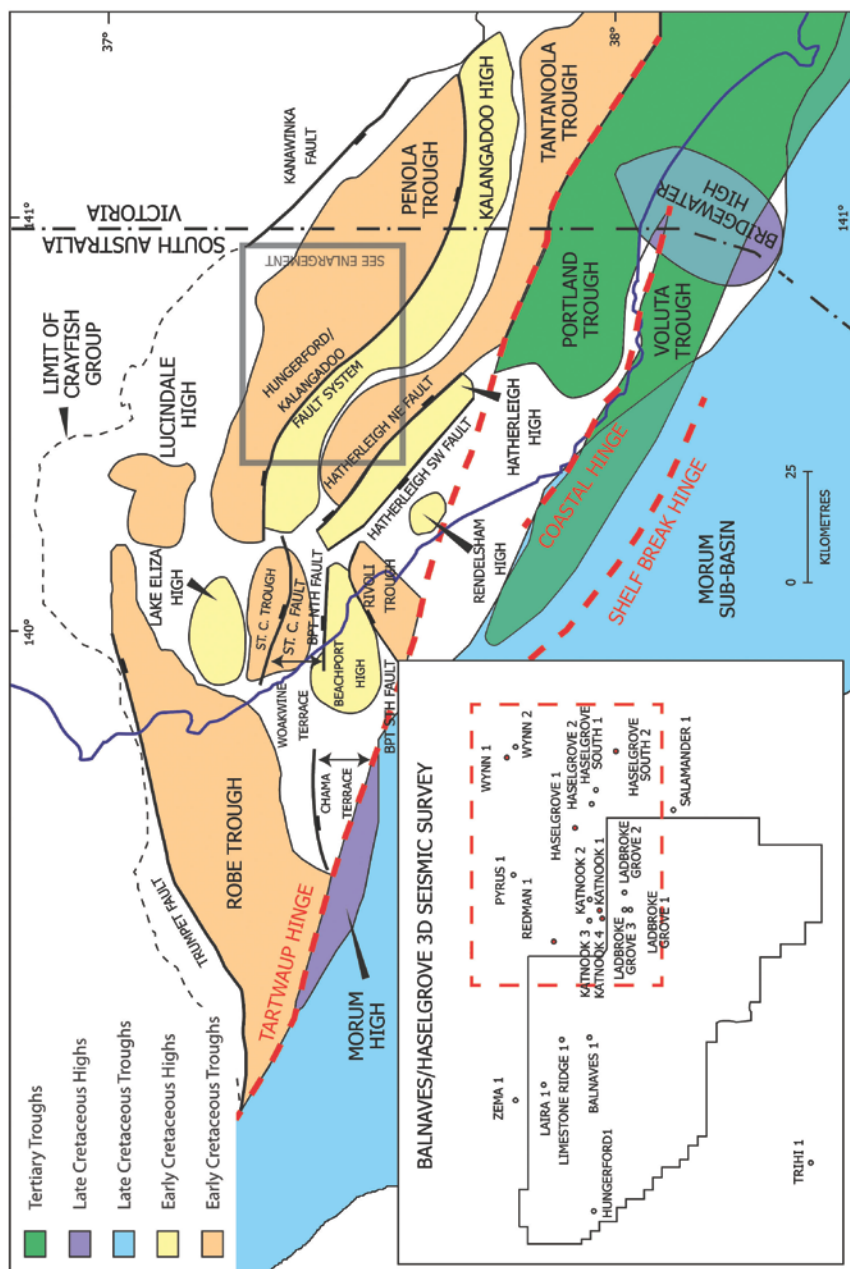 Tertiary Troughs
Late Cretaceous Highs
Late Cretaceous Troughs
Early Cretaceous Highs
Early Cretaceous Troughs
37
38
140°
141°
141°
LIMIT OF
CRAYFISH
GROUP
SOUTH AUSTRALIA
VICTORIA
KANAWINKA
FAULT
LUCINDALE
HIGH
SEE ENLARGEMENT
PENOLA
TROUGH
KALANGADOO HIGH
TANTANOOLA
TROUGH
HUNGERFORD/
KALANGADOO
FAULT SYSTEM
HATHERLEIGH NE FAULT
HATHERLEIGH SW FAULT
HATHERLEIGH
HIGH
RENDELSHAM
HIGH
LAKE ELIZA
HIGH
ST. C. TROUGH
ST. C. FAULT
BPT NTH FAULT
RIVOLI
TROUGH
BEACHPORT
HIGH
BPT STH FAULT
WOAKWINE
TERRACE
CHAMA
TERRACE
TRUMPET FAULT
ROBE TROUGH
TARTWAUP HINGE
MORUM
HIGH
PORTLAND
TROUGH
VOLUTA
TROUGH
BRIDGEWATER
HIGH
COASTAL HINGE
SHELF BREAK HINGE
MORUM
SUB-BASIN
0
25
KILOMETRES
BALNAVES/HASELGROVE 3D SEISMIC SURVEY
WYNN 1
WYNN 2
PYRUS 1
REDMAN 1
HASELGROVE 1
HASELGROVE 2
HASELGROVE
SOUTH 1
HASELGROVE
SOUTH 2
KATNOOK 2
KATNOOK 1
KATNOOK 3
KATNOOK 4
LADBROKE
GROVE 2
LADBROKE
GROVE 3
LADBROKE
GROVE 1
SALAMANDER 1
ZEMA 1
LAIRA 1
LIMESTONE RIDGE 1
BALNAVES 1
HUNGERFORD1
TRIHI 1